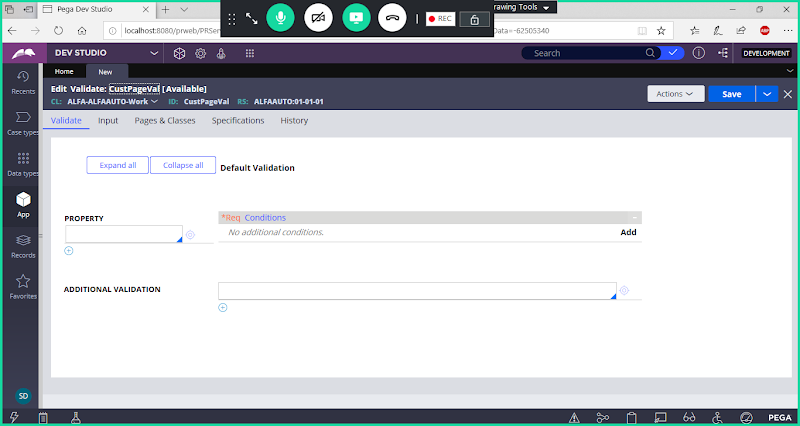 Pega Dev Studio
REC
rawing Tools
localhost:8080/prweb/PRSer
Data=-62505340
ABP
DEV STUDIO
Search
DEVELOPMENT
Home
New
Recents
Edit Validate: CustPageVal [Available]
CL: ALFA-ALFAAUTO-Work ID: CustPageVal RS: ALFAAUTO:01-01-01
Actions
Save
Case types
Validate
Input
Pages & Classes
Specifications
History
Data types
Expand all
Collapse all
Default Validation
App
PROPERTY
*Req Conditions
No additional conditions.
Add
Records
Favorites
ADDITIONAL VALIDATION
SD
PEGA